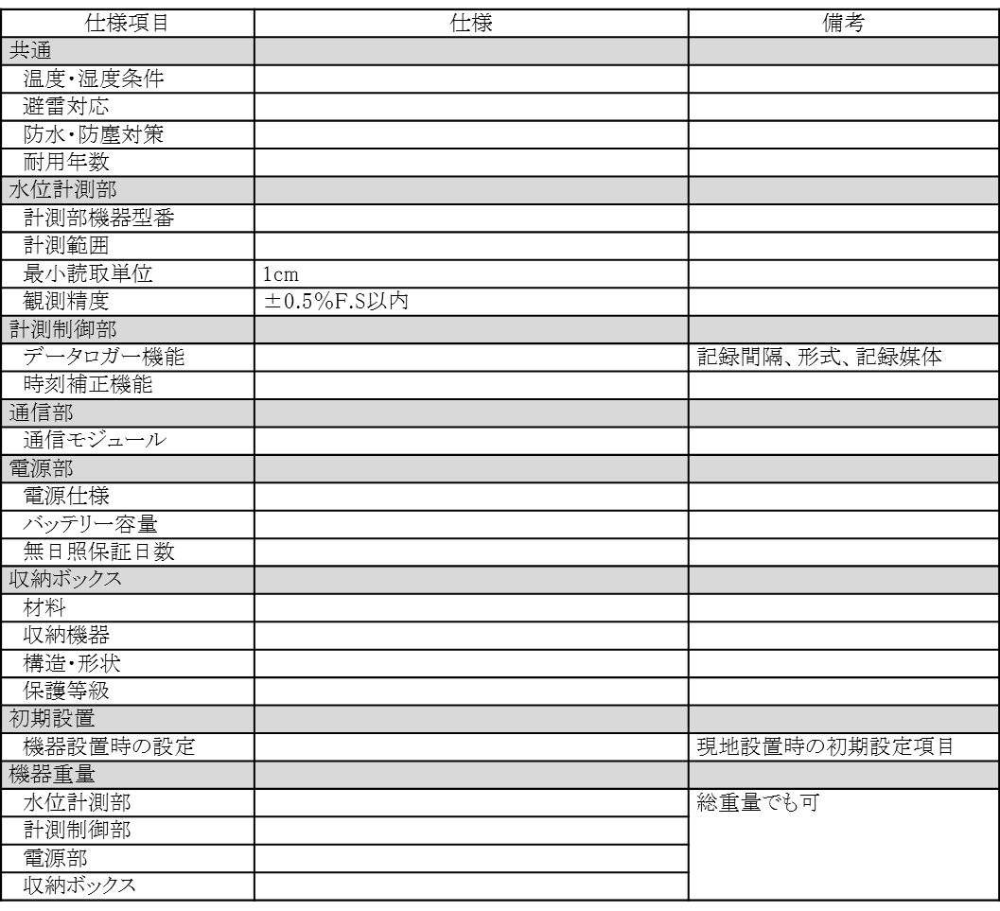 仕様項目 仕様 備考
共通
温度・湿度条件
避雷対応
防水・防塵対策
耐用年数
水位計測部
計測部機器型番
計測範囲
最小読取単位 1cm
観測精度 ±0.5%F.S以内
計測制御部
データロガー機能 記録間隔、形式、記録媒体
時刻補正機能
通信部
通信モジュール
電源部
電源仕様
バッテリー容量
無日照保証日数
収納ボックス
材料
収納機器
構造・形状
保護等級
初期設置
機器設置時の設定 現地設置時の初期設定項目
機器重量
水位計測部 総重量でも可
計測制御部
電源部
収納ボックス